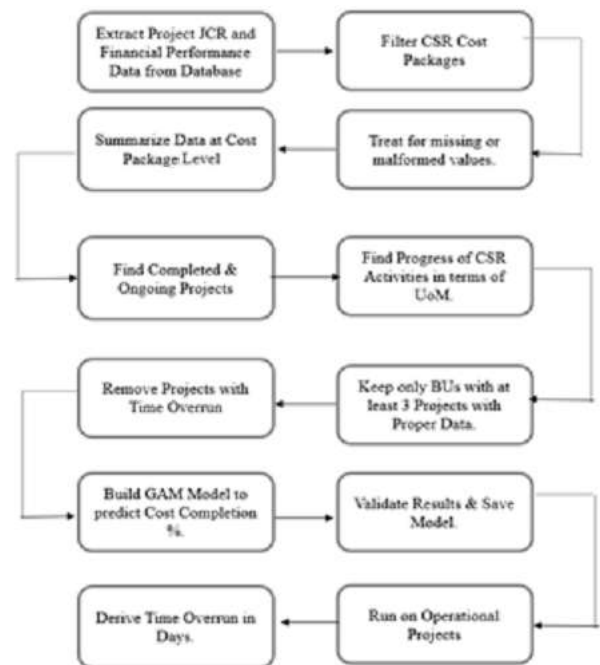 Extract Project JCR and
Financial Performance
Data from Database
Filter CSR Cost
Packages
Treat for missing or
malformed values.
Summarize Data at Cost
Package Level
Find Completed &
Ongoing Projects
Find Progress of CSR
Activities in terms of
UoM.
Keep only BUs with at
least 3 Projects with
Proper Data.
Remove Projects with
Time Overrun
Build GAM Model to
predict Cost Completion
%.
Validate Results & Save
Model.
Run on Operational
Projects
Derive Time Overrun in
Days.